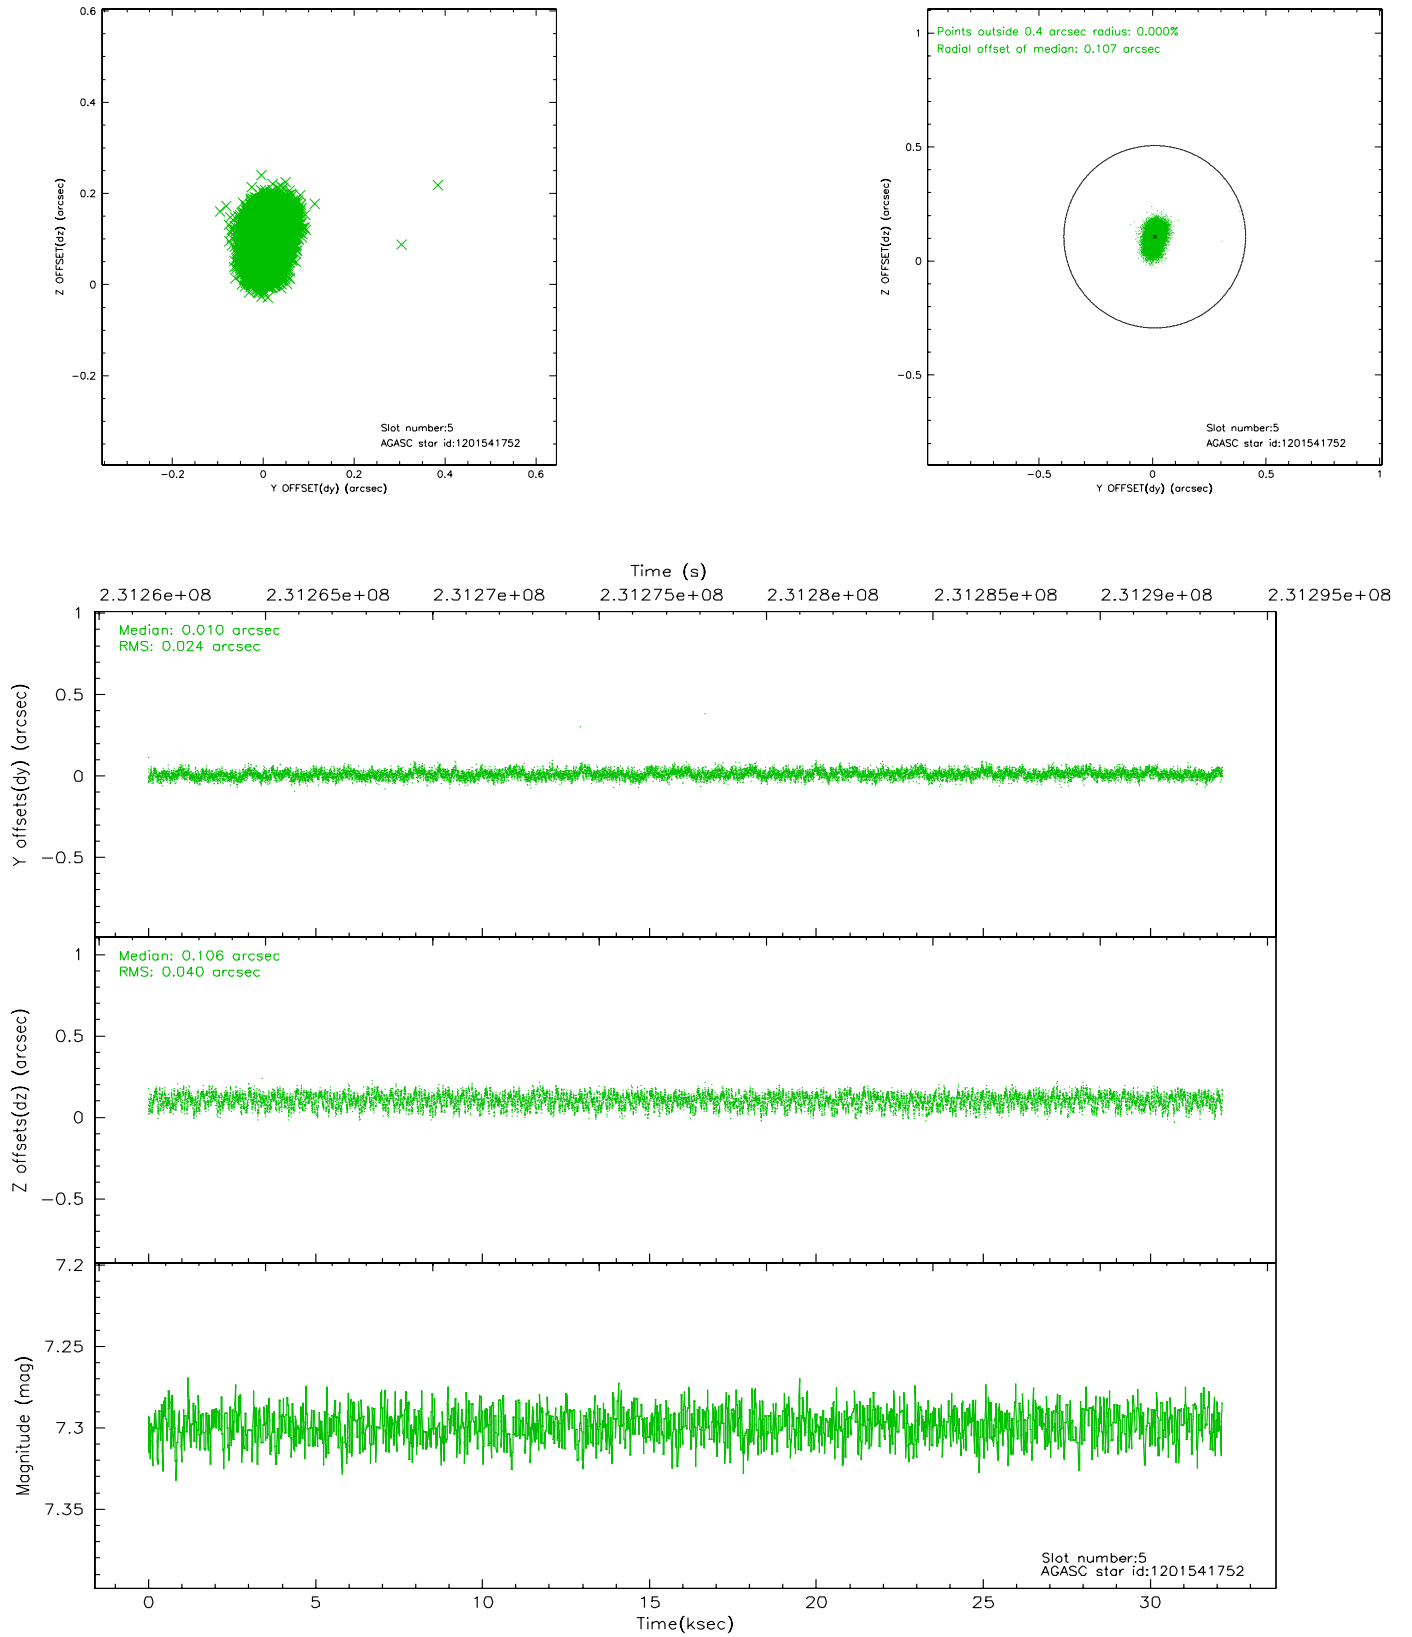 0.6
0.4
0.2
0
−0.2
Z OFFSET(dz) (arcsec)
Slot number:5
AGASC star id:1201541752
−0.2 0 0.2 0.4 0.6
Y OFFSET(dy) (arcsec)
Points outside 0.4 arcsec radius: 0.000%
Radial offset of median: 0.107 arcsec
1
0.5
0
−0.5
Z OFFSET(dz) (arcsec)
Slot number:5
AGASC star id:1201541752
−0.5 0 0.5 1
Y OFFSET(dy) (arcsec)
Time (s)
2.3126e+08 2.31265e+08 2.3127e+08 2.31275e+08 2.3128e+08 2.31285e+08 2.3129e+08 2.31295e+08
Median: 0.010 arcsec
RMS: 0.024 arcsec
1
0.5
0
−0.5
Y offsets(dy) (arcsec)
Median: 0.106 arcsec
RMS: 0.040 arcsec
1
0.5
0
−0.5
Z offsets(dz) (arcsec)
7.2
7.25
7.3
7.35
Magnitude (mag)
Slot number:5
AGASC star id:1201541752
0 5 10 15 20 25 30
Time(ksec)